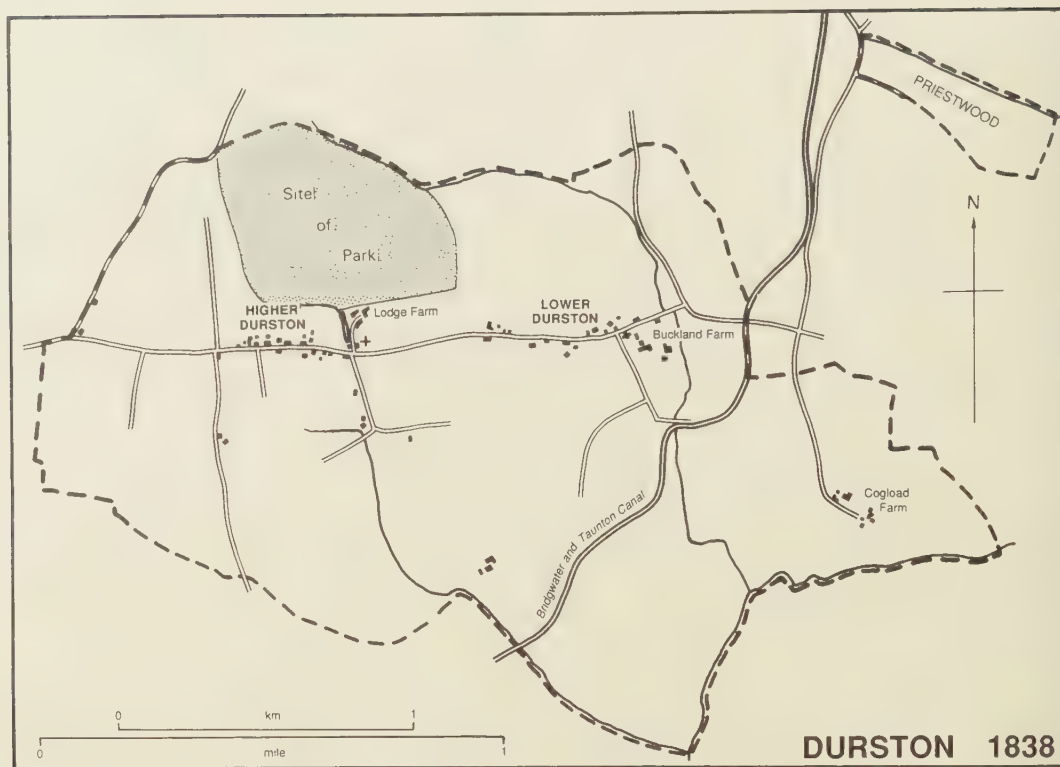 PRIESTWOOD
N
Site
of
Park
HIGHER
DURSTON
Lodge Farm
LOWER
DURSTON
Buckland Farm
Cogload
Farm
Bridgwater and Taunton Canal
0 km 1
0 mile 1
DURSTON 1838